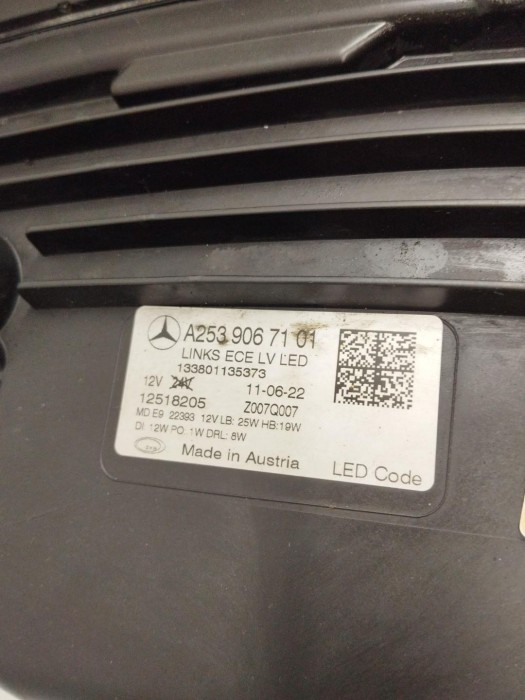 A253 906 71 01
LINKS ECE LV LED
133801135373
12V 24V 11-06-22
12518205 Z007Q007
MD E9 22393 12V LB: 25W HB:19W
DI: 12W PO: 1W DRL: 8W
Made in Austria
LED Code